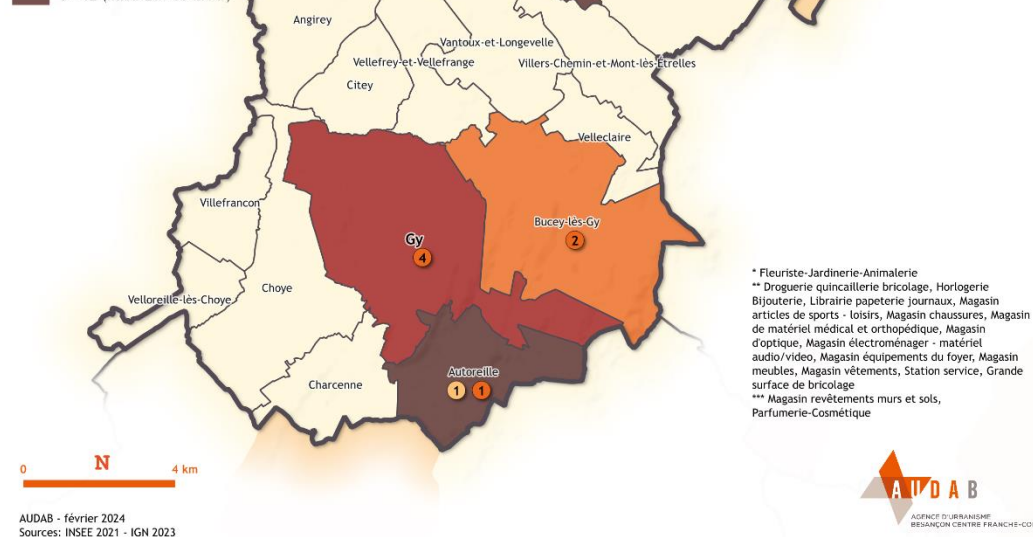 Angirey
Vantoux-et-Longevelle
Vellefrey-et-Vellefrange
Villers-Chemin-et-Mont-lès-Étrelles
Citey
Velleclaire
Villefrancon
Bucey-lès-Gy
2
Gy
4
Choye
Velloreille-lès-Choye
Autoreille
1 1
Charcenne
* Fleuriste-Jardinerie-Animalerie
** Droguerie quincaillerie bricolage, Horlogerie
Bijouterie, Librairie papeterie journaux, Magasin
articles de sports - loisirs, Magasin chaussures, Magasin
de matériel médical et orthopédique, Magasin
d'optique, Magasin électroménager - matériel
audio/video, Magasin équipements du foyer, Magasin
meubles, Magasin vêtements, Station service, Grande
surface de bricolage
*** Magasin revêtements murs et sols,
Parfumerie-Cosmétique
0 N 4 km
AUDAB - février 2024
Sources: INSEE 2021 - IGN 2023
AUDAB
AGENCE D'URBANISME
BESANÇON CENTRE